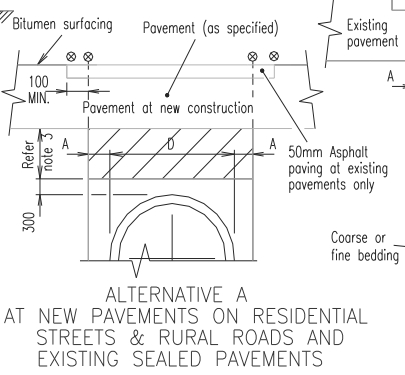 Bitumen surfacing
Pavement (as specified)
Existing
pavement
A
100
MIN.
Pavement at new construction
Refer
note 3
A
D
A
50mm Asphalt
paving at existing
pavements only
300
Coarse or
fine bedding
ALTERNATIVE A
AT NEW PAVEMENTS ON RESIDENTIAL
STREETS & RURAL ROADS AND
EXISTING SEALED PAVEMENTS